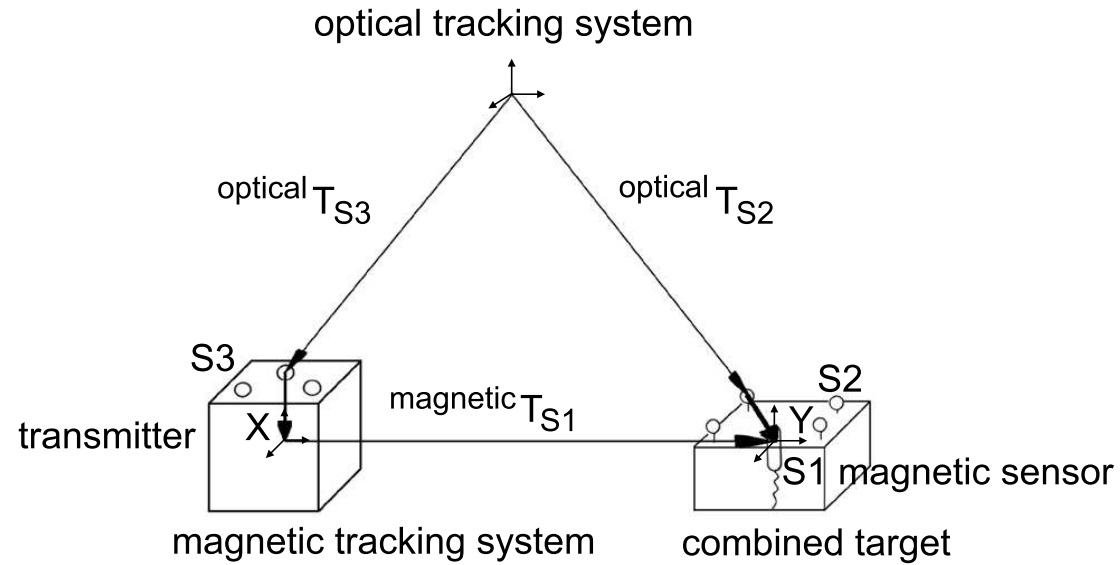 optical tracking system
optical T S3
optical T S2
S3
S2
magnetic T S1
X
Y
transmitter
S1 magnetic sensor
magnetic tracking system
combined target